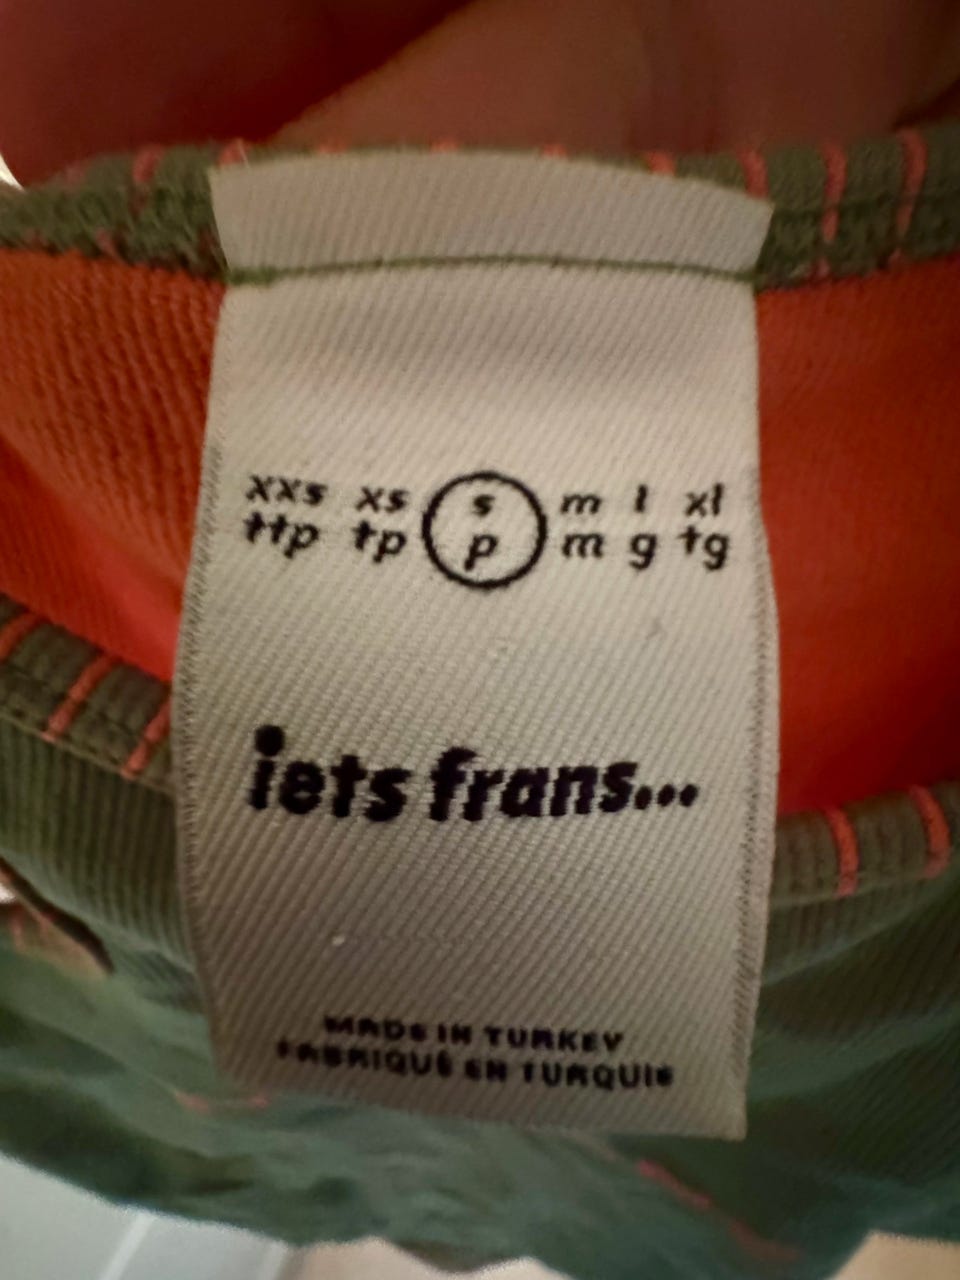 xxs xs s m l xl
ttp tp p m g tg
iets frans...
MADE IN TURKEY
FABRIQUÉ EN TURQUIE